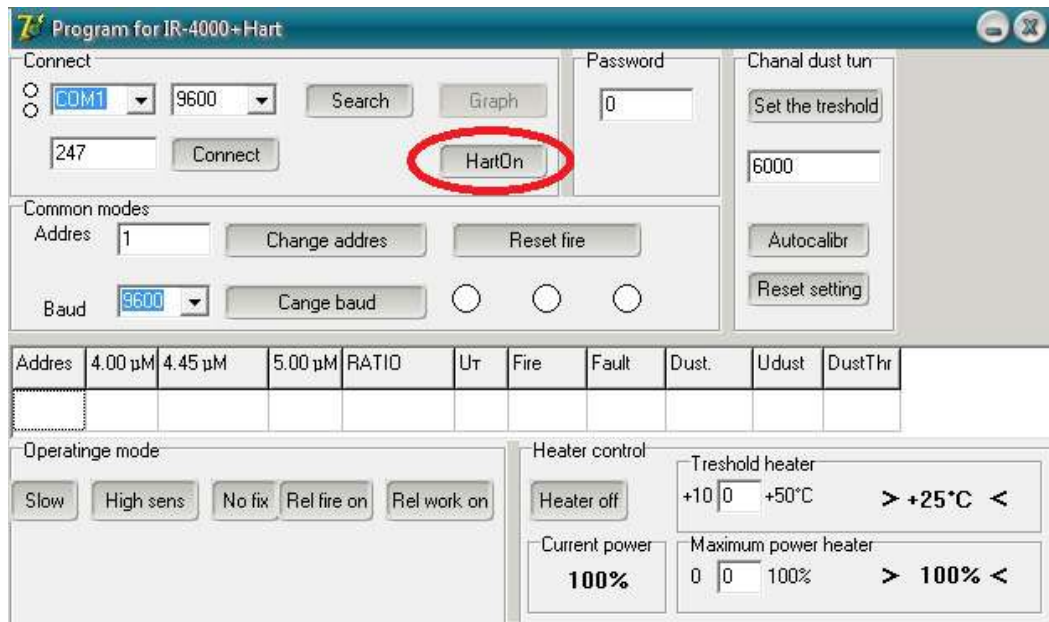 Program for IR-4000+Hart
Connect
COM1 9600 Search Graph
247 Connect HartOn
Password
0
Chanal dust tun
Set the treshold
6000
Autocalibr
Reset setting
Common modes
Addres 1 Change addres Reset fire
Baud 9600 Cange baud
Addres 4.00 µM 4.45 µM 5.00 µM RATIO Uт Fire Fault Dust. Udust DustThr
Operatinge mode
Slow High sens No fix Rel fire on Rel work on
Heater control
Heater off
Treshold heater
+10 0 +50°C > +25°C <
Current power
100%
Maximum power heater
0 0 100% > 100% <